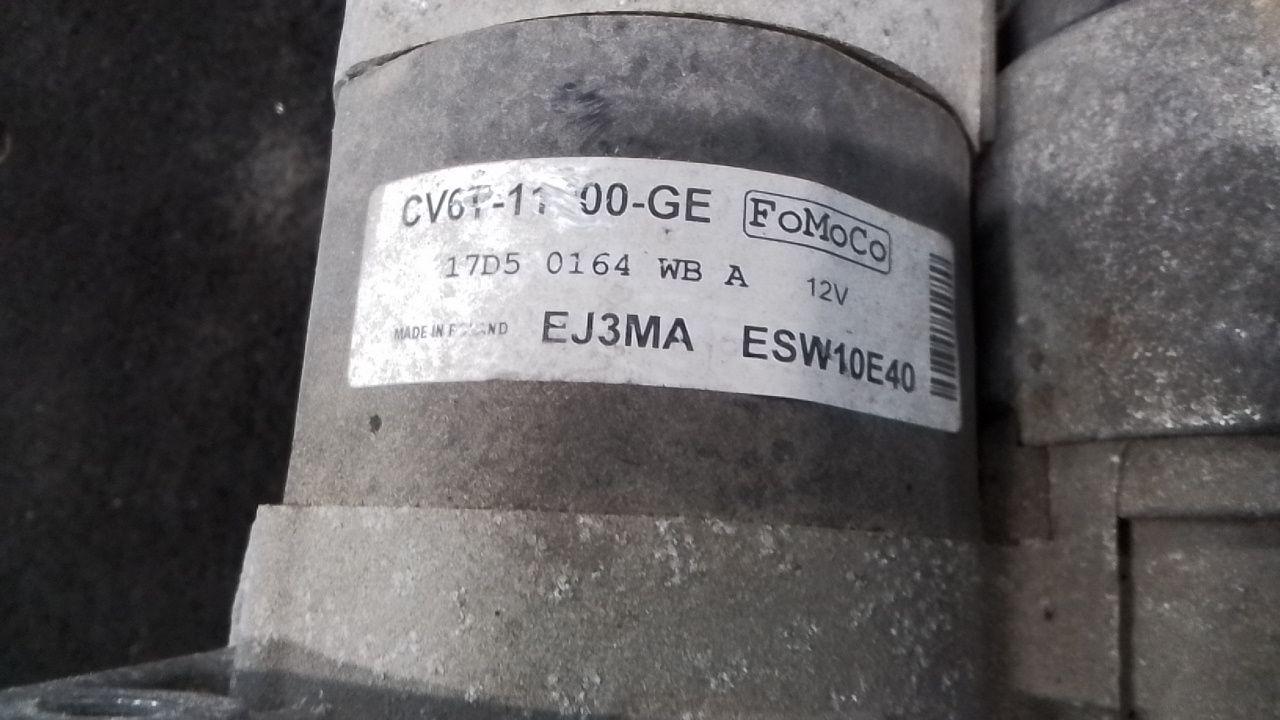 FoMoCo
17D5 0164 WB A 12V
MADE IN
EJ3MA ESW10E40